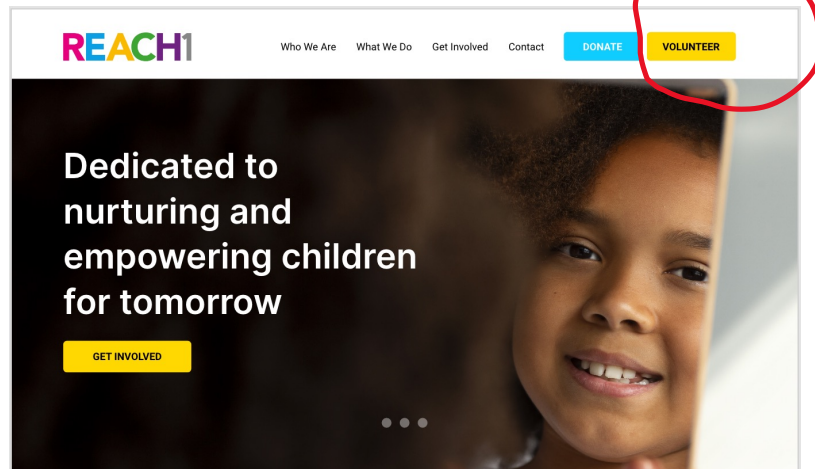 REACH1
Who We Are What We Do Get Involved Contact DONATE VOLUNTEER
Dedicated to
nurturing and
empowering children
for tomorrow
GET INVOLVED